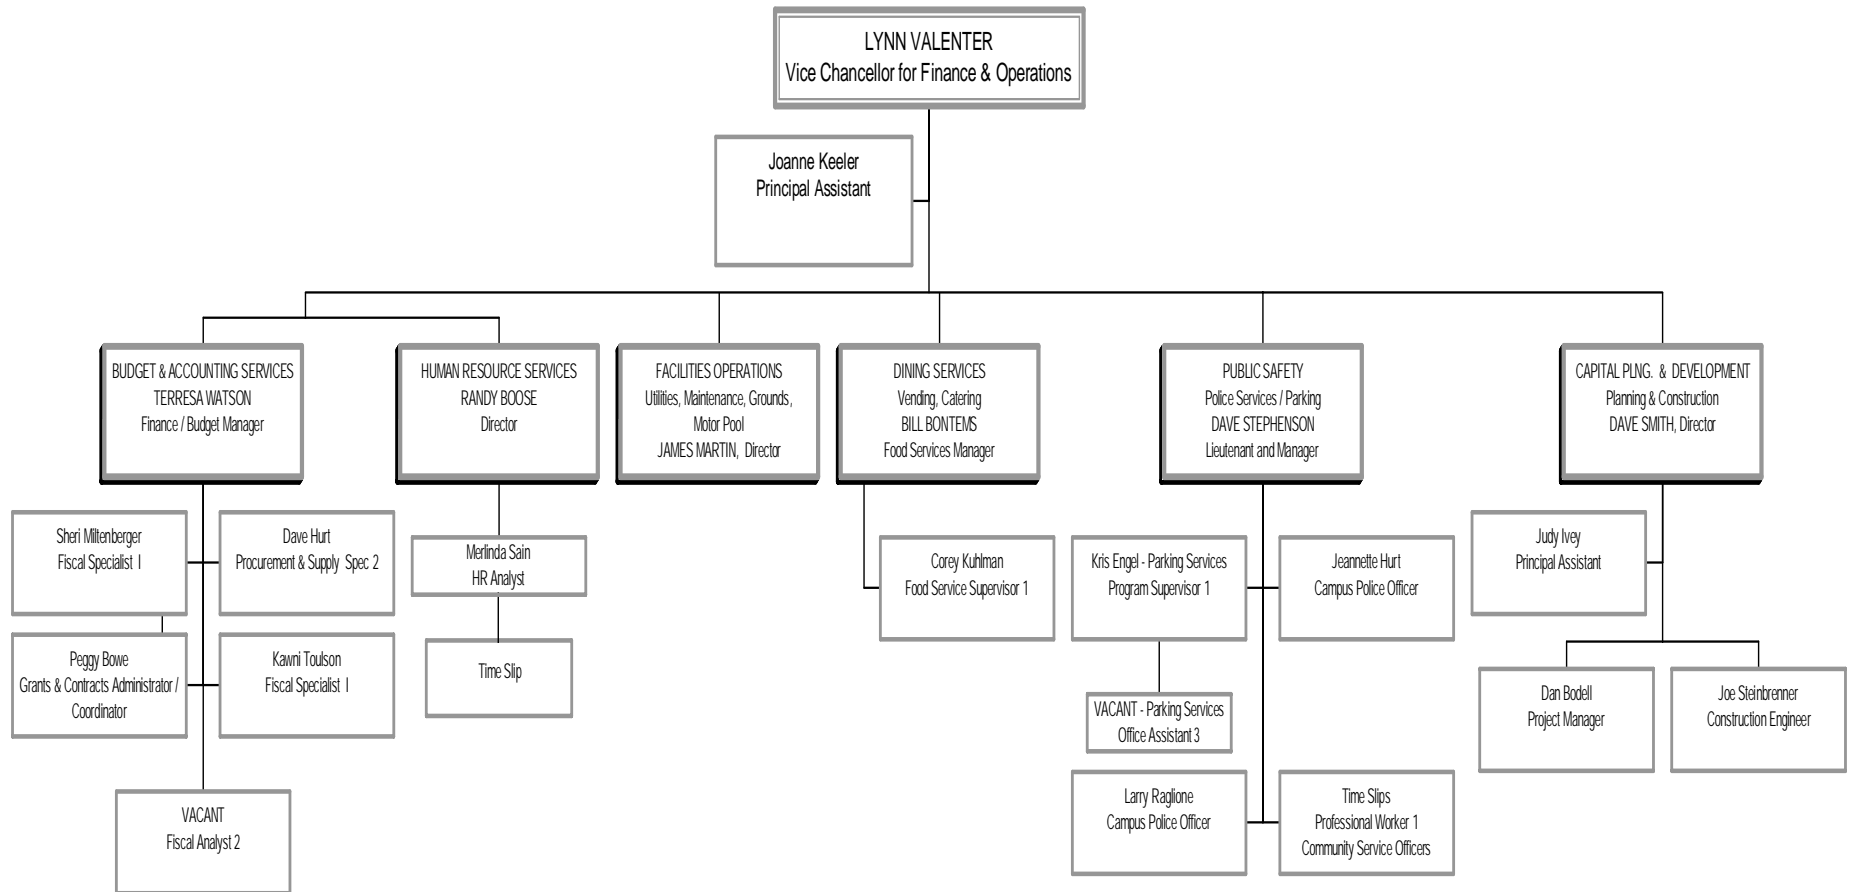 LYNN VALENTER
Vice Chancellor for Finance & Operations
Joanne Keeler
Principal Assistant
BUDGET & ACCOUNTING SERVICES
TERRESA WATSON
Finance / Budget Manager
HUMAN RESOURCE SERVICES
RANDY BOOSE
Director
FACILITIES OPERATIONS
Utilities, Maintenance, Grounds,
Motor Pool
JAMES MARTIN, Director
DINING SERVICES
Vending, Catering
BILL BONTEMS
Food Services Manager
PUBLIC SAFETY
Police Services / Parking
DAVE STEPHENSON
Lieutenant and Manager
CAPITAL PLNG. & DEVELOPMENT
Planning & Construction
DAVE SMITH, Director
Sheri Miltenberger
Fiscal Specialist I
Dave Hurt
Procurement & Supply Spec 2
Peggy Bowe
Grants & Contracts Administrator /
Coordinator
Kawni Toulson
Fiscal Specialist I
VACANT
Fiscal Analyst 2
Merlinda Sain
HR Analyst
Time Slip
Corey Kuhlman
Food Service Supervisor 1
Kris Engel - Parking Services
Program Supervisor 1
Jeannette Hurt
Campus Police Officer
VACANT - Parking Services
Office Assistant 3
Larry Raglione
Campus Police Officer
Time Slips
Professional Worker 1
Community Service Officers
Judy Ivey
Principal Assistant
Dan Bodell
Project Manager
Joe Steinbrenner
Construction Engineer